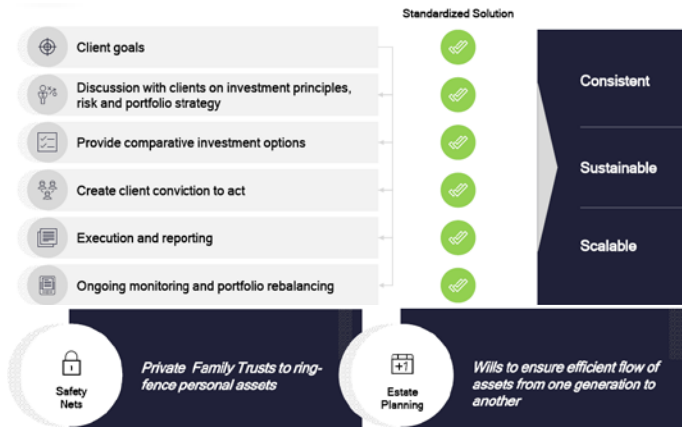 Standardized Solution
Client goals
Discussion with clients on investment principles,
risk and portfolio strategy
Provide comparative investment options
Create client conviction to act
Execution and reporting
Ongoing monitoring and portfolio rebalancing
Consistent
Sustainable
Scalable
Safety
Nets
Private Family Trusts to ring-
fence personal assets
+1
Estate
Planning
Wills to ensure efficient flow of
assets from one generation to
another